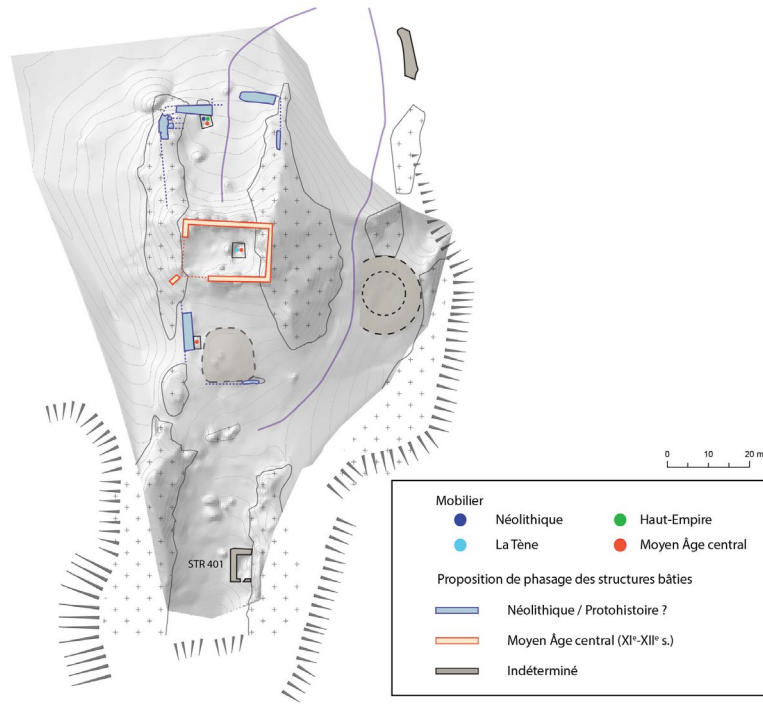 STR 401
0 10 20 m
Mobilier
Néolithique
Haut-Empire
La Tène
Moyen Âge central
Proposition de phasage des structures bâties
Néolithique / Protohistoire ?
Moyen Âge central (XIe-XIIe s.)
Indéterminé